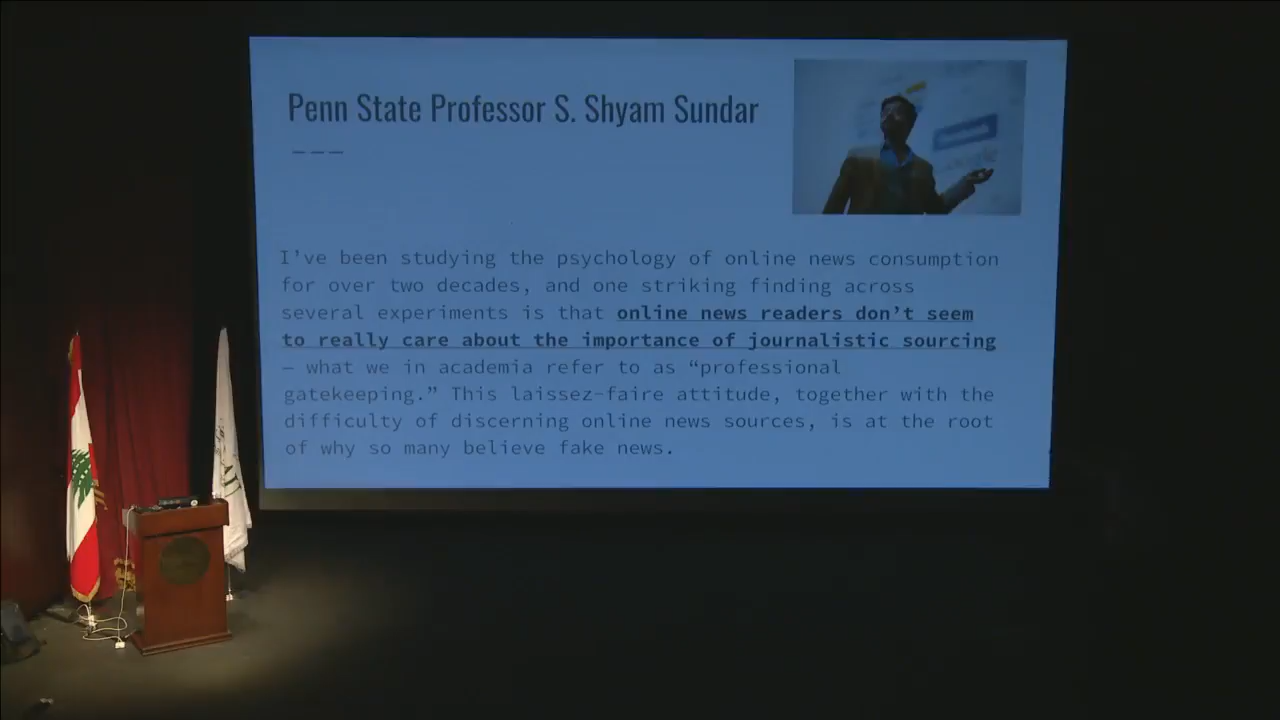 Penn State Professor S. Shyam Sundar
I've been studying the psychology of online news consumption
for over two decades, and one striking finding across
several experiments is that online news readers don't seem
to really care about the importance of journalistic sourcing
— what we in academia refer to as “professional
gatekeeping.” This laissez-faire attitude, together with the
difficulty of discerning online news sources, is at the root
of why so many believe fake news.